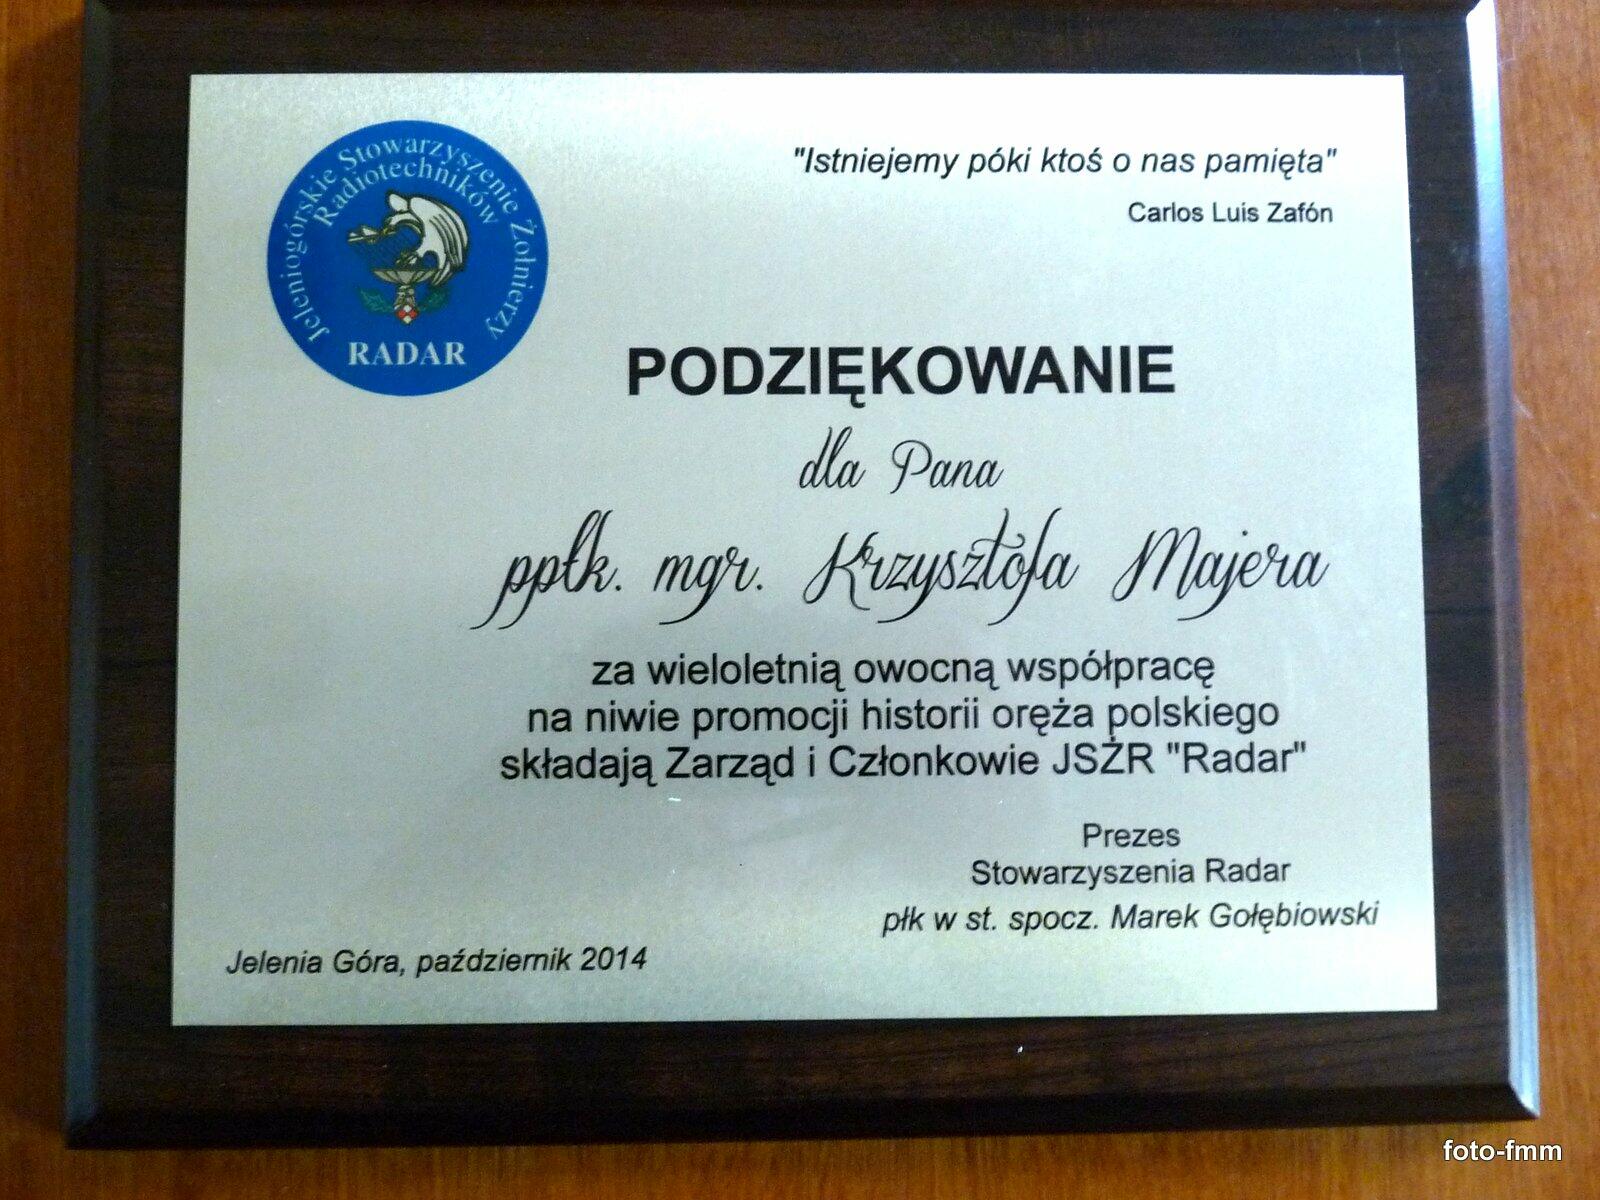 Jeleniogórskie Stowarzyszenie Żołnierzy
Radiotechników
RADAR
"Istniejemy póki ktoś o nas pamięta"
Carlos Luis Zafón
PODZIĘKOWANIE
dla Pana
ppłk. mgr. Krzysztofa Majera
za wieloletnią owocną współpracę
na niwie promocji historii oręża polskiego
składają Zarząd i Członkowie JSŻR "Radar"
Prezes
Stowarzyszenia Radar
płk w st. spocz. Marek Gołębiowski
Jelenia Góra, październik 2014
foto-fmm